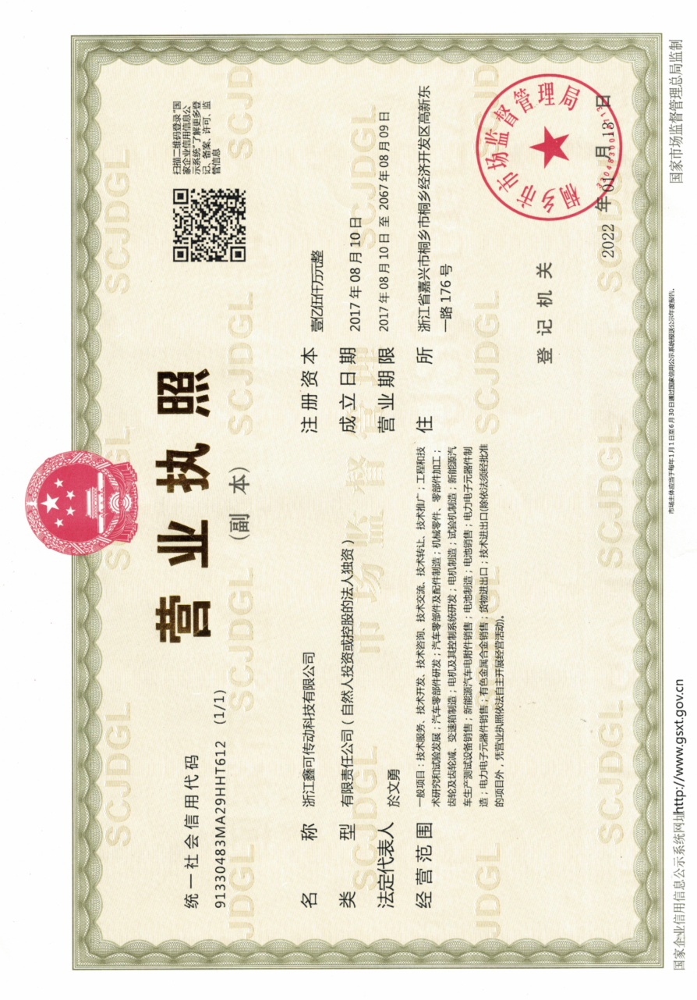 营业执照
(副 本)
扫描二维码登录“国
家企业信用信息公
示系统”了解更多登
记、备案、许可、监
管信息
统一社会信用代码
91330483MA29HHT612 (1/1)
名称 浙江鑫可传动科技有限公司
类型 有限责任公司(自然人投资或控股的法人独资)
法定代表人 於文勇
经营范围 一般项目:技术服务、技术开发、技术咨询、技术交流、技术转让、技术推广;工程和技
术研究和试验发展;汽车零部件研发;汽车零部件及配件制造;机械零件、零部件加工;
齿轮及齿轮减、变速箱制造;电机及其控制系统研发;电机制造;试验机制造;新能源汽
车生产测试设备销售;新能源汽车电附件销售;电池制造;电池销售;电力电子元器件制
造;电力电子元器件销售;有色金属合金销售;货物进出口;技术进出口(除依法须经批准
的项目外,凭营业执照依法自主开展经营活动)。
注册资本 壹亿伍仟万元整
成立日期 2017年08月10日
营业期限 2017年08月10日至2067年08月09日
住所 浙江省嘉兴市桐乡市桐乡经济开发区高新东
一路176号
登记机关
桐乡市市场监督管理局
2022年01月13日
市场监督管理
SCJDGL
国家企业信用信息公示系统网址http://www.gsxt.gov.cn
市场主体应当于每年1月1日至6月30日通过国家信用公示系统报送公示年度报告。
国家市场监督管理总局监制